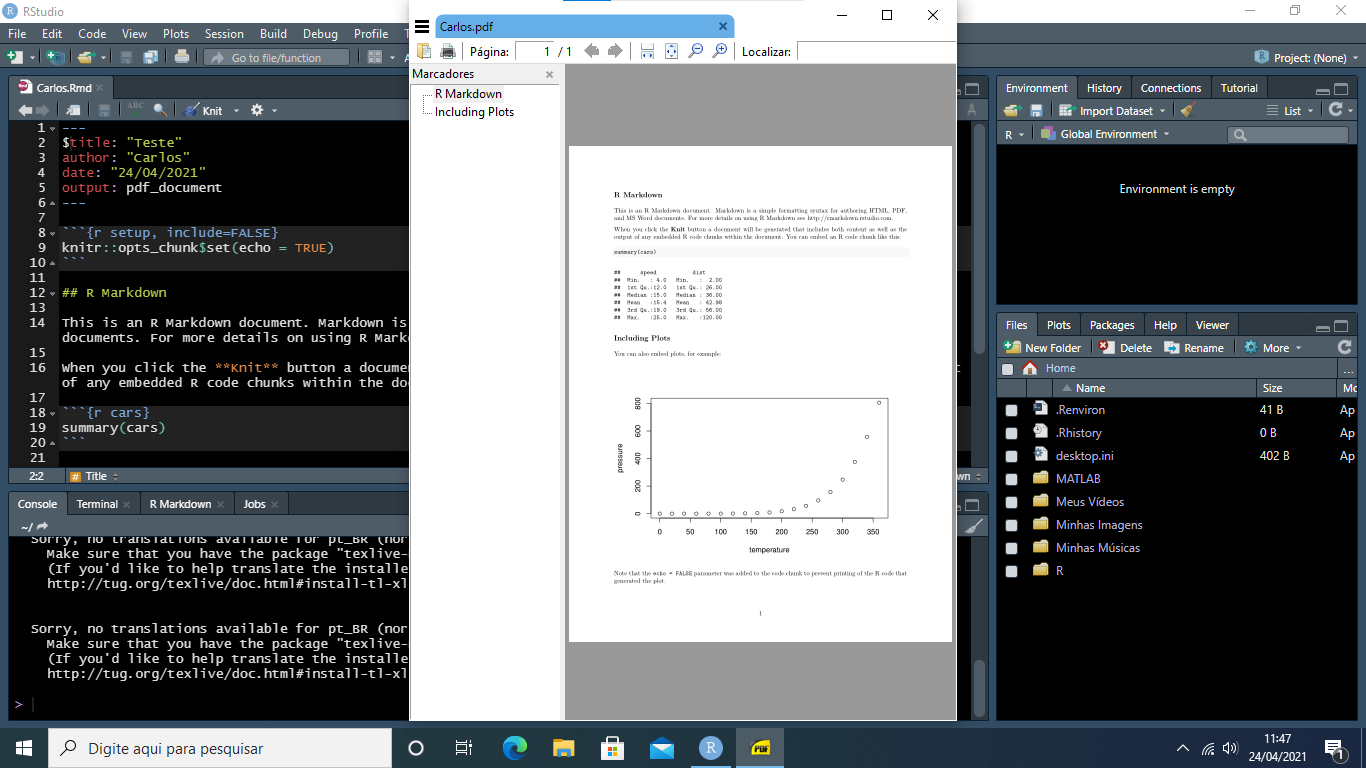 RStudio
File Edit Code View Plots Session Build Debug Profile T
Go to file/function
A
Project: (None)
Carlos.Rmd
ABC
Knit
1 ---
2 $title: "Teste"
3 author: "Carlos"
4 date: "24/04/2021"
5 output: pdf_document
6 ---
7
8 ```{r setup, include=FALSE}
9 knitr::opts_chunk$set(echo = TRUE)
10 ```
11
12 ## R Markdown
13
14 This is an R Markdown document. Markdown is
documents. For more details on using R Mark
15
16 When you click the **Knit** button a docume
t
of any embedded R code chunks within the do
17
18 ```{r cars}
19 summary(cars)
20 ```
21
2:2 # Title
wn
Console Terminal R Markdown Jobs
~/
Sorry, no translations available for pt_BR (nor
Make sure that you have the package "texlive-
(If you'd like to help translate the installe
http://tug.org/texlive/doc.html#install-tl-xl
Sorry, no translations available for pt_BR (nor
Make sure that you have the package "texlive-
(If you'd like to help translate the installe
http://tug.org/texlive/doc.html#install-tl-xl
>
Carlos.pdf
Página: 1 / 1 Localizar:
Marcadores
R Markdown
Including Plots
R Markdown
This is an R Markdown document. Markdown is a simple formatting syntax for authoring HTML, PDF,
and MS Word documents. For more details on using R Markdown see http://rmarkdown.rstudio.com.
When you click the Knit button a document will be generated that includes both content as well as the
output of any embedded R code chunks within the document. You can embed an R code chunk like this:
summary(cars)
## speed dist
## Min. : 4.0 Min. : 2.00
## 1st Qu.:12.0 1st Qu.: 26.00
## Median :15.0 Median : 36.00
## Mean :15.4 Mean : 42.98
## 3rd Qu.:19.0 3rd Qu.: 56.00
## Max. :25.0 Max. :120.00
Including Plots
You can also embed plots, for example:
800
600
400
200
0
pressure
0 50 100 150 200 250 300 350
temperature
Note that the echo = FALSE parameter was added to the code chunk to prevent printing of the R code that
generated the plot.
1
Environment History Connections Tutorial
Import Dataset List
R Global Environment
Environment is empty
Files Plots Packages Help Viewer
New Folder Delete Rename More
Home ...
Name Size Mo
.Renviron 41 B Ap
.Rhistory 0 B Ap
desktop.ini 402 B Ap
MATLAB
Meus Vídeos
Minhas Imagens
Minhas Músicas
R
Digite aqui para pesquisar
R
PDF
11:47
24/04/2021
1